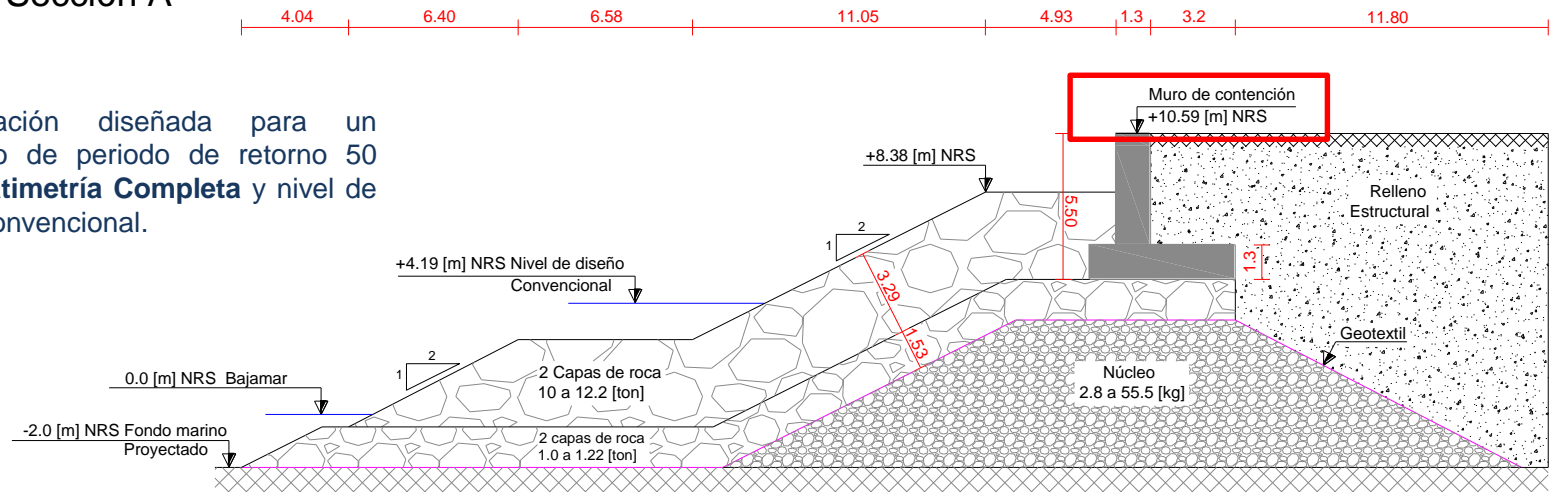 Sección A
4.04 6.40 6.58 11.05 4.93 1.3 3.2 11.80
ación diseñada para un
o de periodo de retorno 50
timetría Completa y nivel de
convencional.
Muro de contención
+10.59 [m] NRS
+8.38 [m] NRS
Relleno
Estructural
5.50
2
1
+4.19 [m] NRS Nivel de diseño
Convencional
1.3
3.29
1.53
Geotextil
2
1
0.0 [m] NRS Bajamar
2 Capas de roca
10 a 12.2 [ton]
Núcleo
2.8 a 55.5 [kg]
-2.0 [m] NRS Fondo marino
Proyectado
2 capas de roca
1.0 a 1.22 [ton]